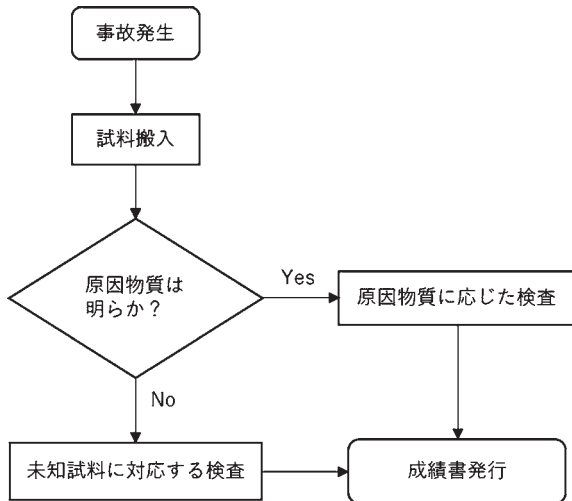 事故発生
試料搬入
原因物質は
明らか？
Yes
原因物質に応じた検査
No
未知試料に対応する検査
成績書発行